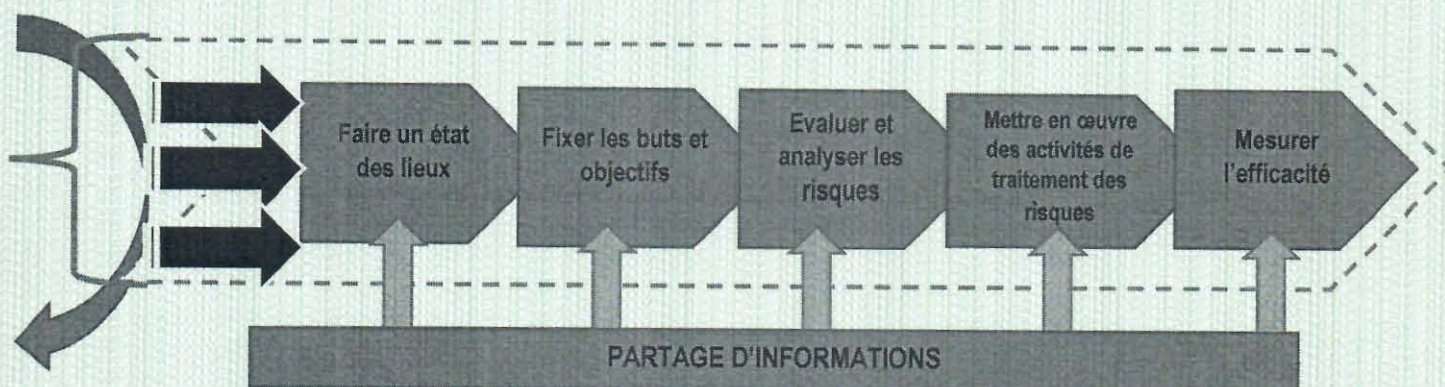 Faire un état
des lieux
Fixer les buts et
objectifs
Evaluer et
analyser les
risques
Mettre en œuvre
des activités de
traitement des
risques
Mesurer
l'efficacité
PARTAGE D'INFORMATIONS